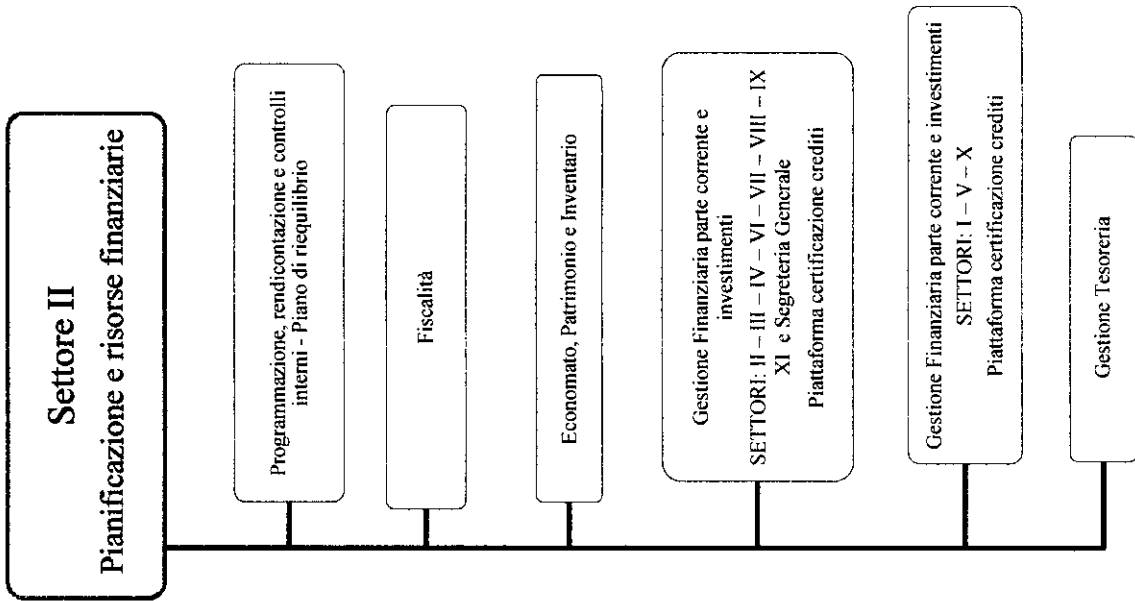 Settore II
Pianificazione e risorse finanziarie
Programmazione, rendicontazione e controlli
interni - Piano di riequilibrio
Fiscalità
Economato, Patrimonio e Inventario
Gestione Finanziaria parte corrente e
investimenti
SETTORI: II – III – IV – VI – VII – VIII – IX
XI e Segreteria Generale
Piattaforma certificazione crediti
Gestione Finanziaria parte corrente e investimenti
SETTORI: I – V – X
Piattaforma certificazione crediti
Gestione Tesoreria